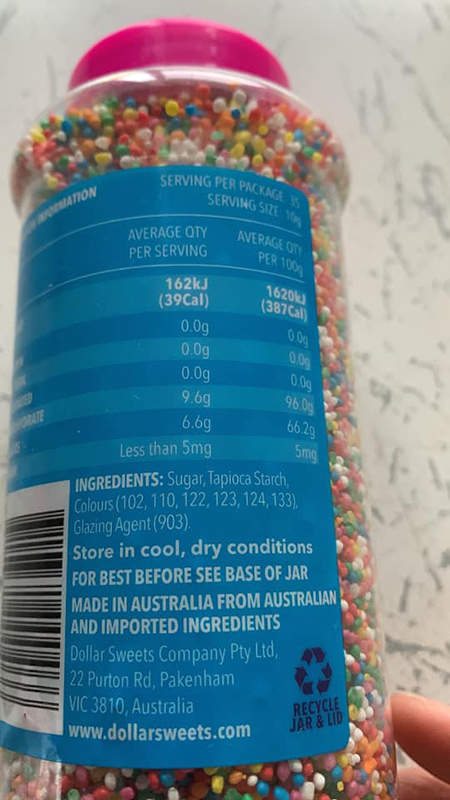 INFORMATION
SERVING PER PACKAGE 35
SERVING SIZE 10g
AVERAGE QTY PER SERVING
AVERAGE QTY PER 100g
162kJ (39Cal) 1620kJ (387Cal)
0.0g 0.0g
0.0g 0.0g
0.0g 0.0g
9.6g 96.0g
6.6g 66.2g
Less than 5mg 5mg
INGREDIENTS: Sugar, Tapioca Starch,
Colours (102, 110, 122, 123, 124, 133),
Glazing Agent (903).
Store in cool, dry conditions
FOR BEST BEFORE SEE BASE OF JAR
MADE IN AUSTRALIA FROM AUSTRALIAN
AND IMPORTED INGREDIENTS
Dollar Sweets Company Pty Ltd,
22 Purton Rd, Pakenham
VIC 3810, Australia
www.dollarsweets.com
RECYCLE
JAR & LID